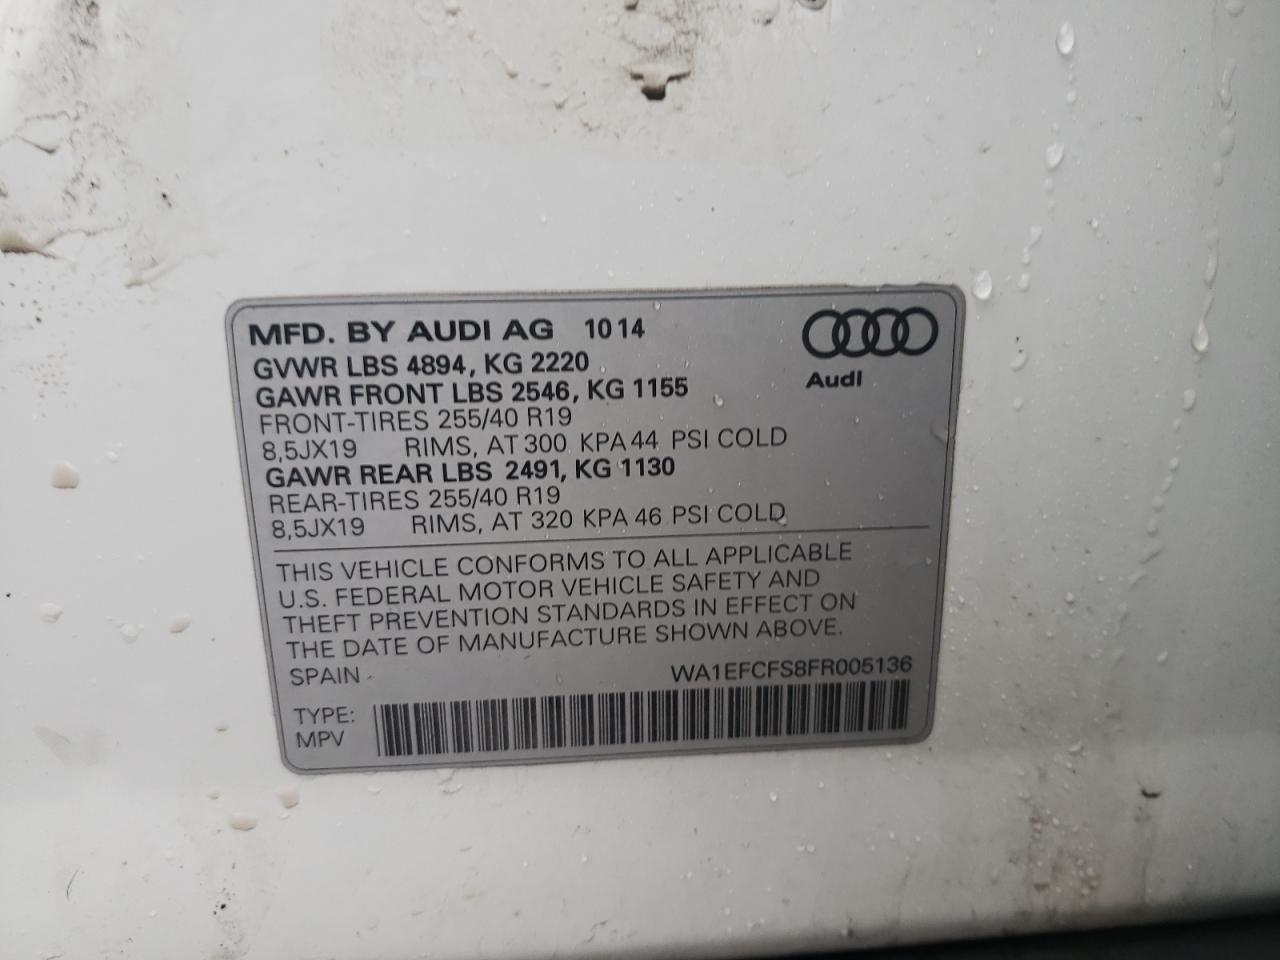 MFD. BY AUDI AG 10 14
Audi
GVWR LBS 4894, KG 2220
GAWR FRONT LBS 2546, KG 1155
FRONT-TIRES 255/40 R19
8,5JX19 RIMS, AT 300 KPA 44 PSI COLD
GAWR REAR LBS 2491, KG 1130
REAR-TIRES 255/40 R19
8,5JX19 RIMS, AT 320 KPA 46 PSI COLD
THIS VEHICLE CONFORMS TO ALL APPLICABLE
U.S. FEDERAL MOTOR VEHICLE SAFETY AND
THEFT PREVENTION STANDARDS IN EFFECT ON
THE DATE OF MANUFACTURE SHOWN ABOVE.
SPAIN WA1EFCFS8FR005136
TYPE:
MPV